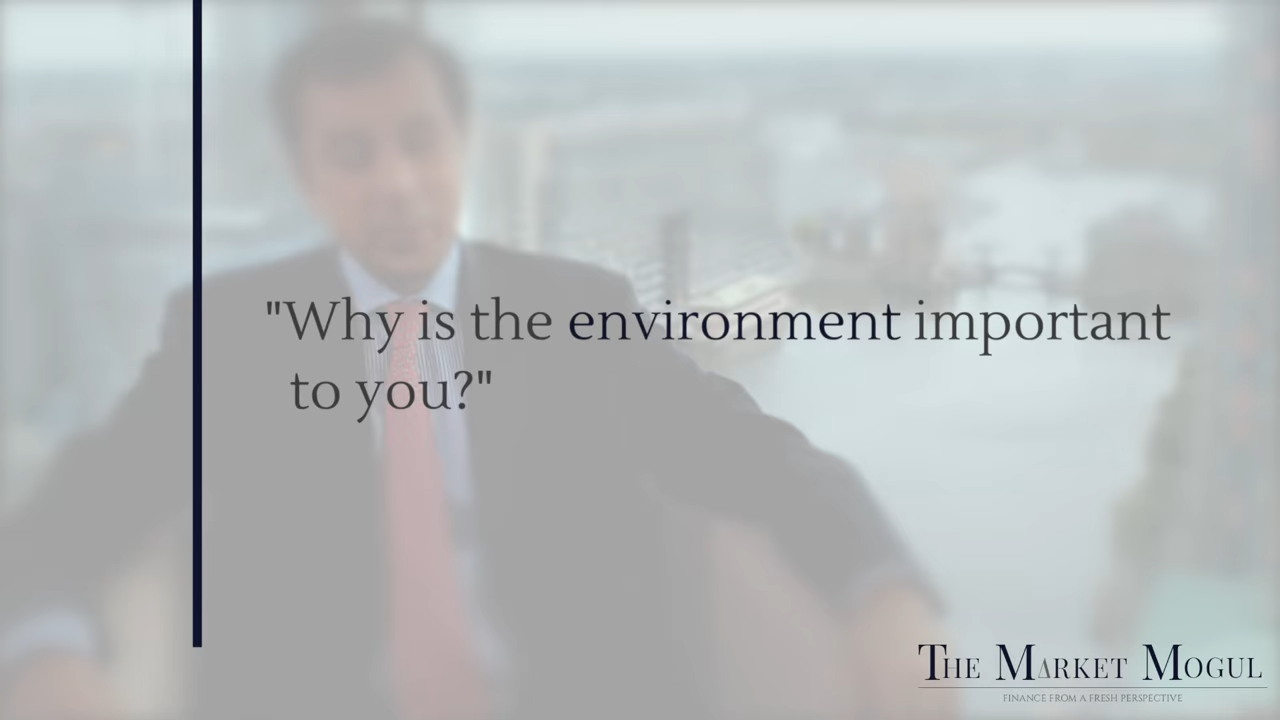 "Why is the environment important
to you?"
THE MARKET MOGUL
FINANCE FROM A FRESH PERSPECTIVE